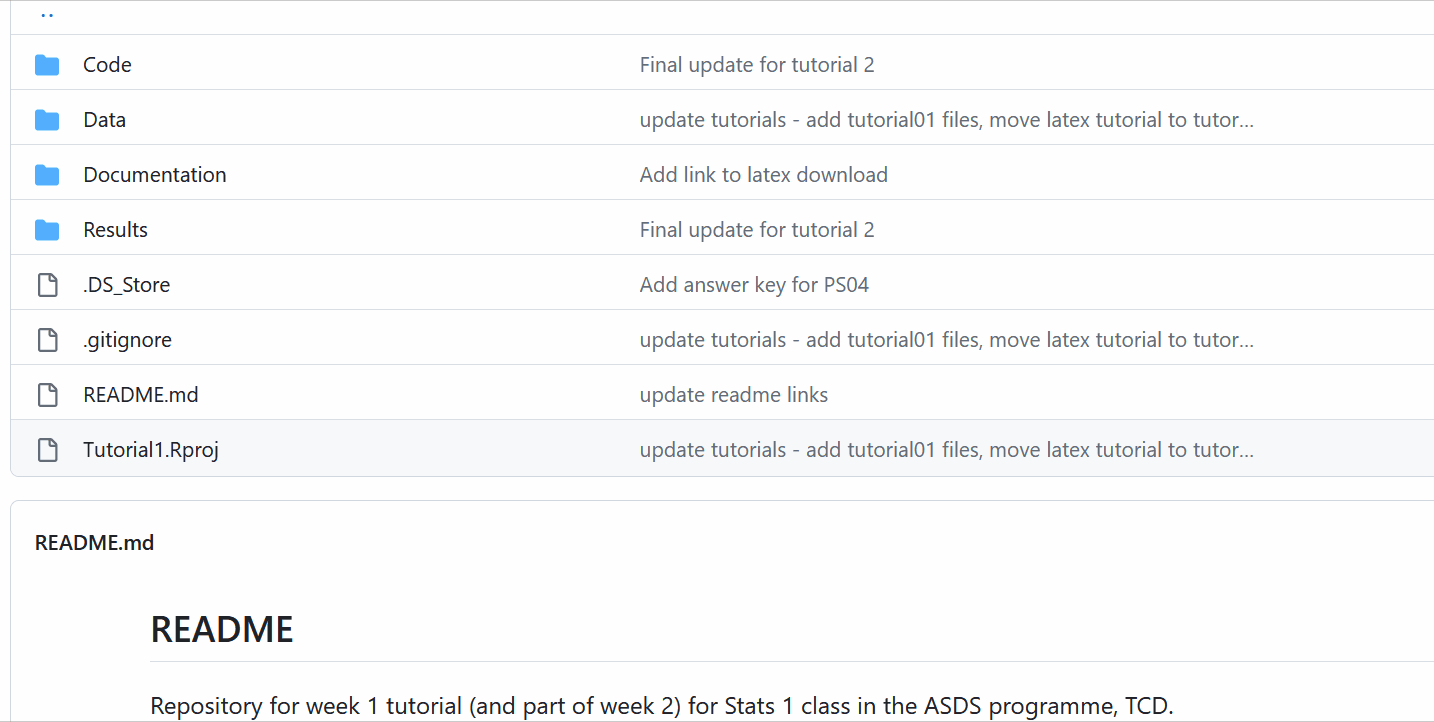 ..
Code Final update for tutorial 2
Data update tutorials - add tutorial01 files, move latex tutorial to tutor...
Documentation Add link to latex download
Results Final update for tutorial 2
.DS_Store Add answer key for PS04
.gitignore update tutorials - add tutorial01 files, move latex tutorial to tutor...
README.md update readme links
Tutorial1.Rproj update tutorials - add tutorial01 files, move latex tutorial to tutor...
README.md
README
Repository for week 1 tutorial (and part of week 2) for Stats 1 class in the ASDS programme, TCD.